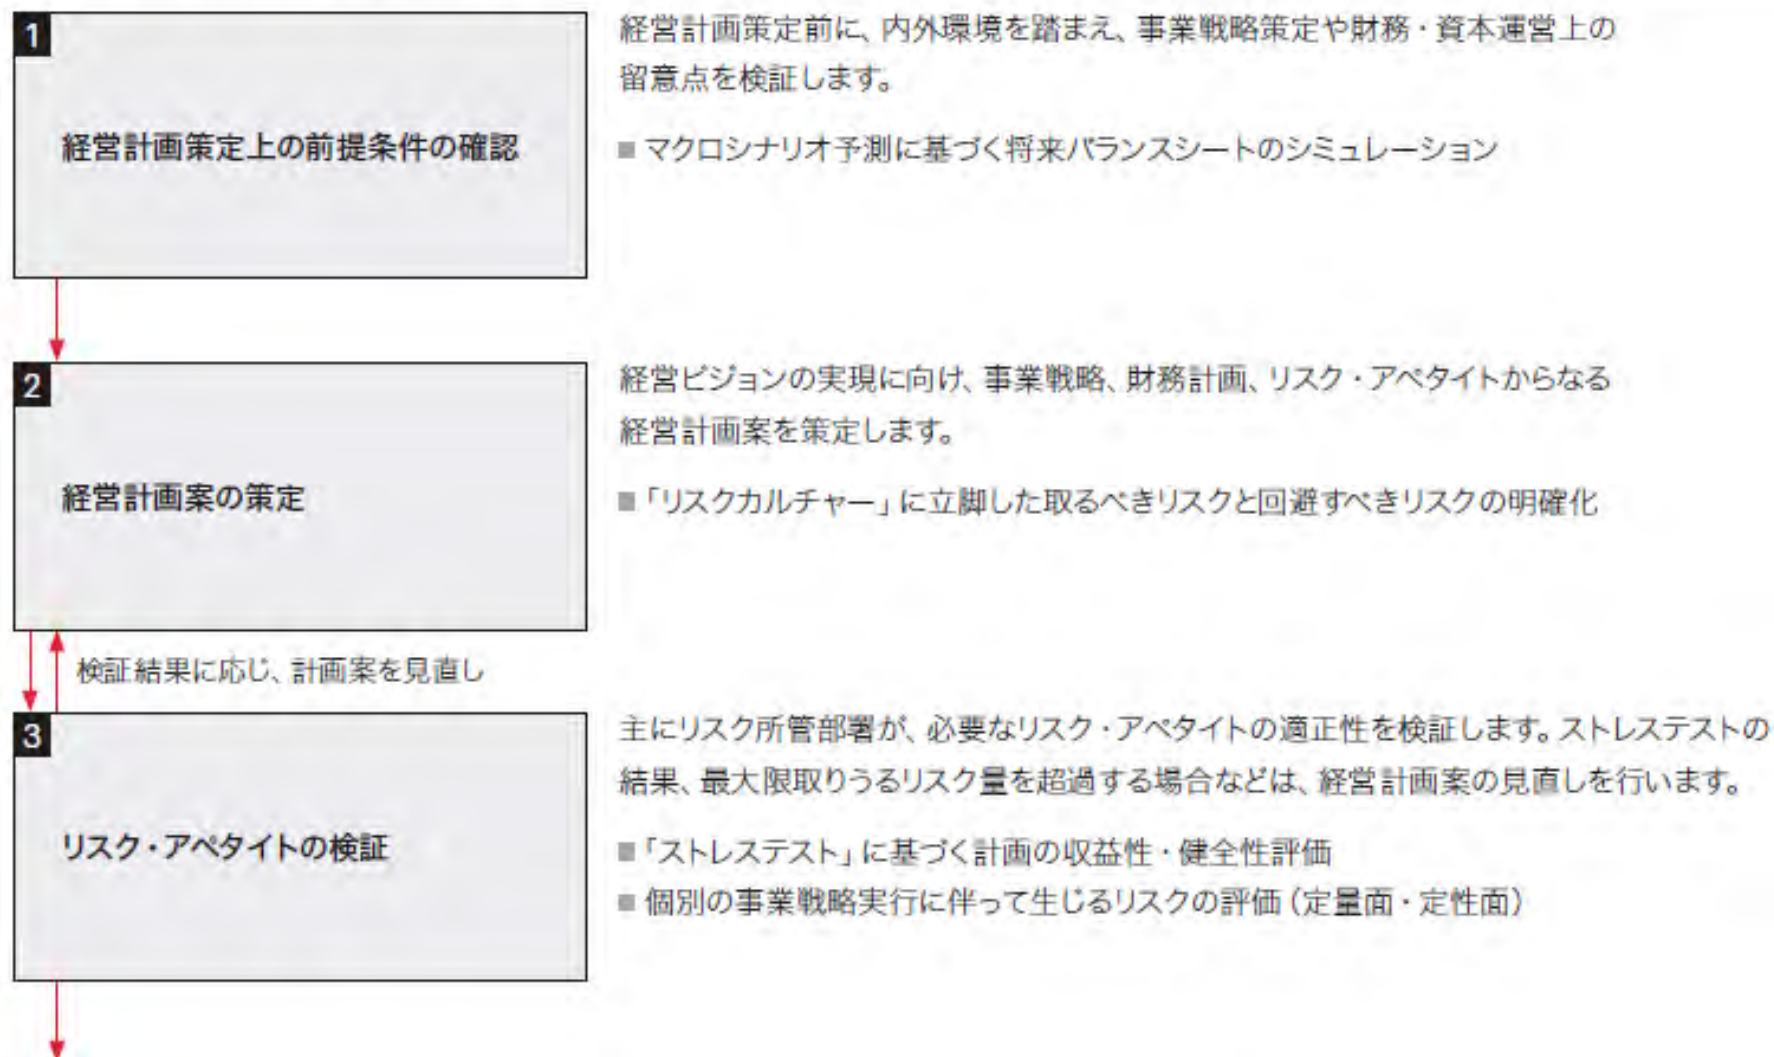 1
経営計画策定上の前提条件の確認
経営計画策定前に、内外環境を踏まえ、事業戦略策定や財務・資本運営上の
留意点を検証します。
■ マクロシナリオ予測に基づく将来バランスシートのシミュレーション
2
経営計画案の策定
経営ビジョンの実現に向け、事業戦略、財務計画、リスク・アペタイトからなる
経営計画案を策定します。
■ 「リスクカルチャー」に立脚した取るべきリスクと回避すべきリスクの明確化
検証結果に応じ、計画案を見直し
3
リスク・アペタイトの検証
主にリスク所管部署が、必要なリスク・アペタイトの適正性を検証します。ストレステストの
結果、最大限取りうるリスク量を超過する場合などは、経営計画案の見直しを行います。
■ 「ストレステスト」に基づく計画の収益性・健全性評価
■ 個別の事業戦略実行に伴って生じるリスクの評価（定量面・定性面）